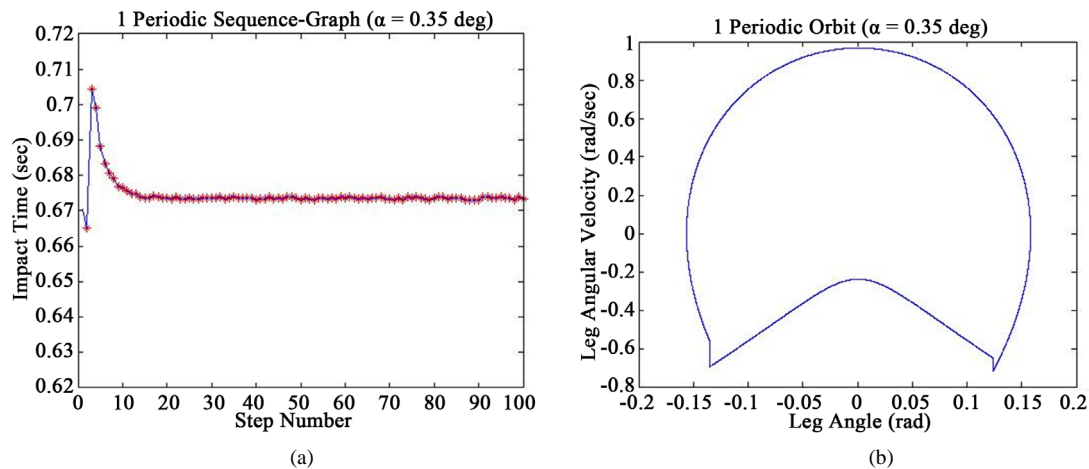 1 Periodic Sequence-Graph (α = 0.35 deg)
0.72
0.71
0.7
0.69
0.68
0.67
0.66
0.65
0.64
0.63
0.62
Impact Time (sec)
0 10 20 30 40 50 60 70 80 90 100
Step Number
(a)
1 Periodic Orbit (α = 0.35 deg)
1
0.8
0.6
0.4
0.2
0
-0.2
-0.4
-0.6
-0.8
Leg Angular Velocity (rad/sec)
-0.2 -0.15 -0.1 -0.05 0 0.05 0.1 0.15 0.2
Leg Angle (rad)
(b)